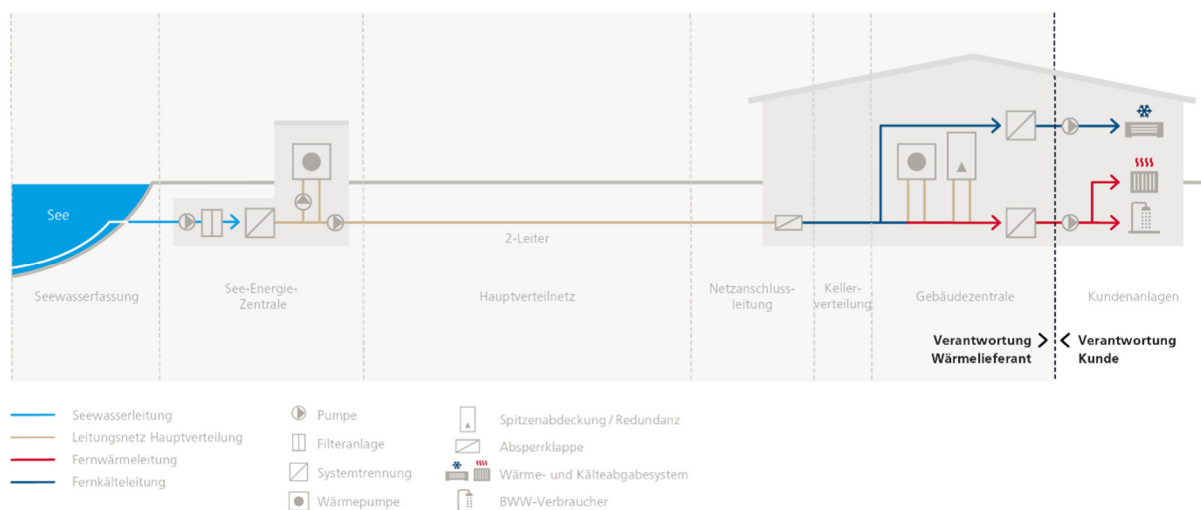 See
2-Leiter
Seewasserfassung
See-Energie-
Zentrale
Hauptverteilnetz
Netzanschluss-
leitung
Keller-
verteilung
Gebäudezentrale
Kundenanlagen
Verantwortung
Wärmelieferant
Verantwortung
Kunde
Seewasserleitung
Leitungsnetz Hauptverteilung
Fernwärmeleitung
Fernkälteleitung
Pumpe
Filteranlage
Systemtrennung
Wärmepumpe
Spitzenabdeckung / Redundanz
Absperrklappe
Wärme- und Kälteabgabesystem
BWW-Verbraucher